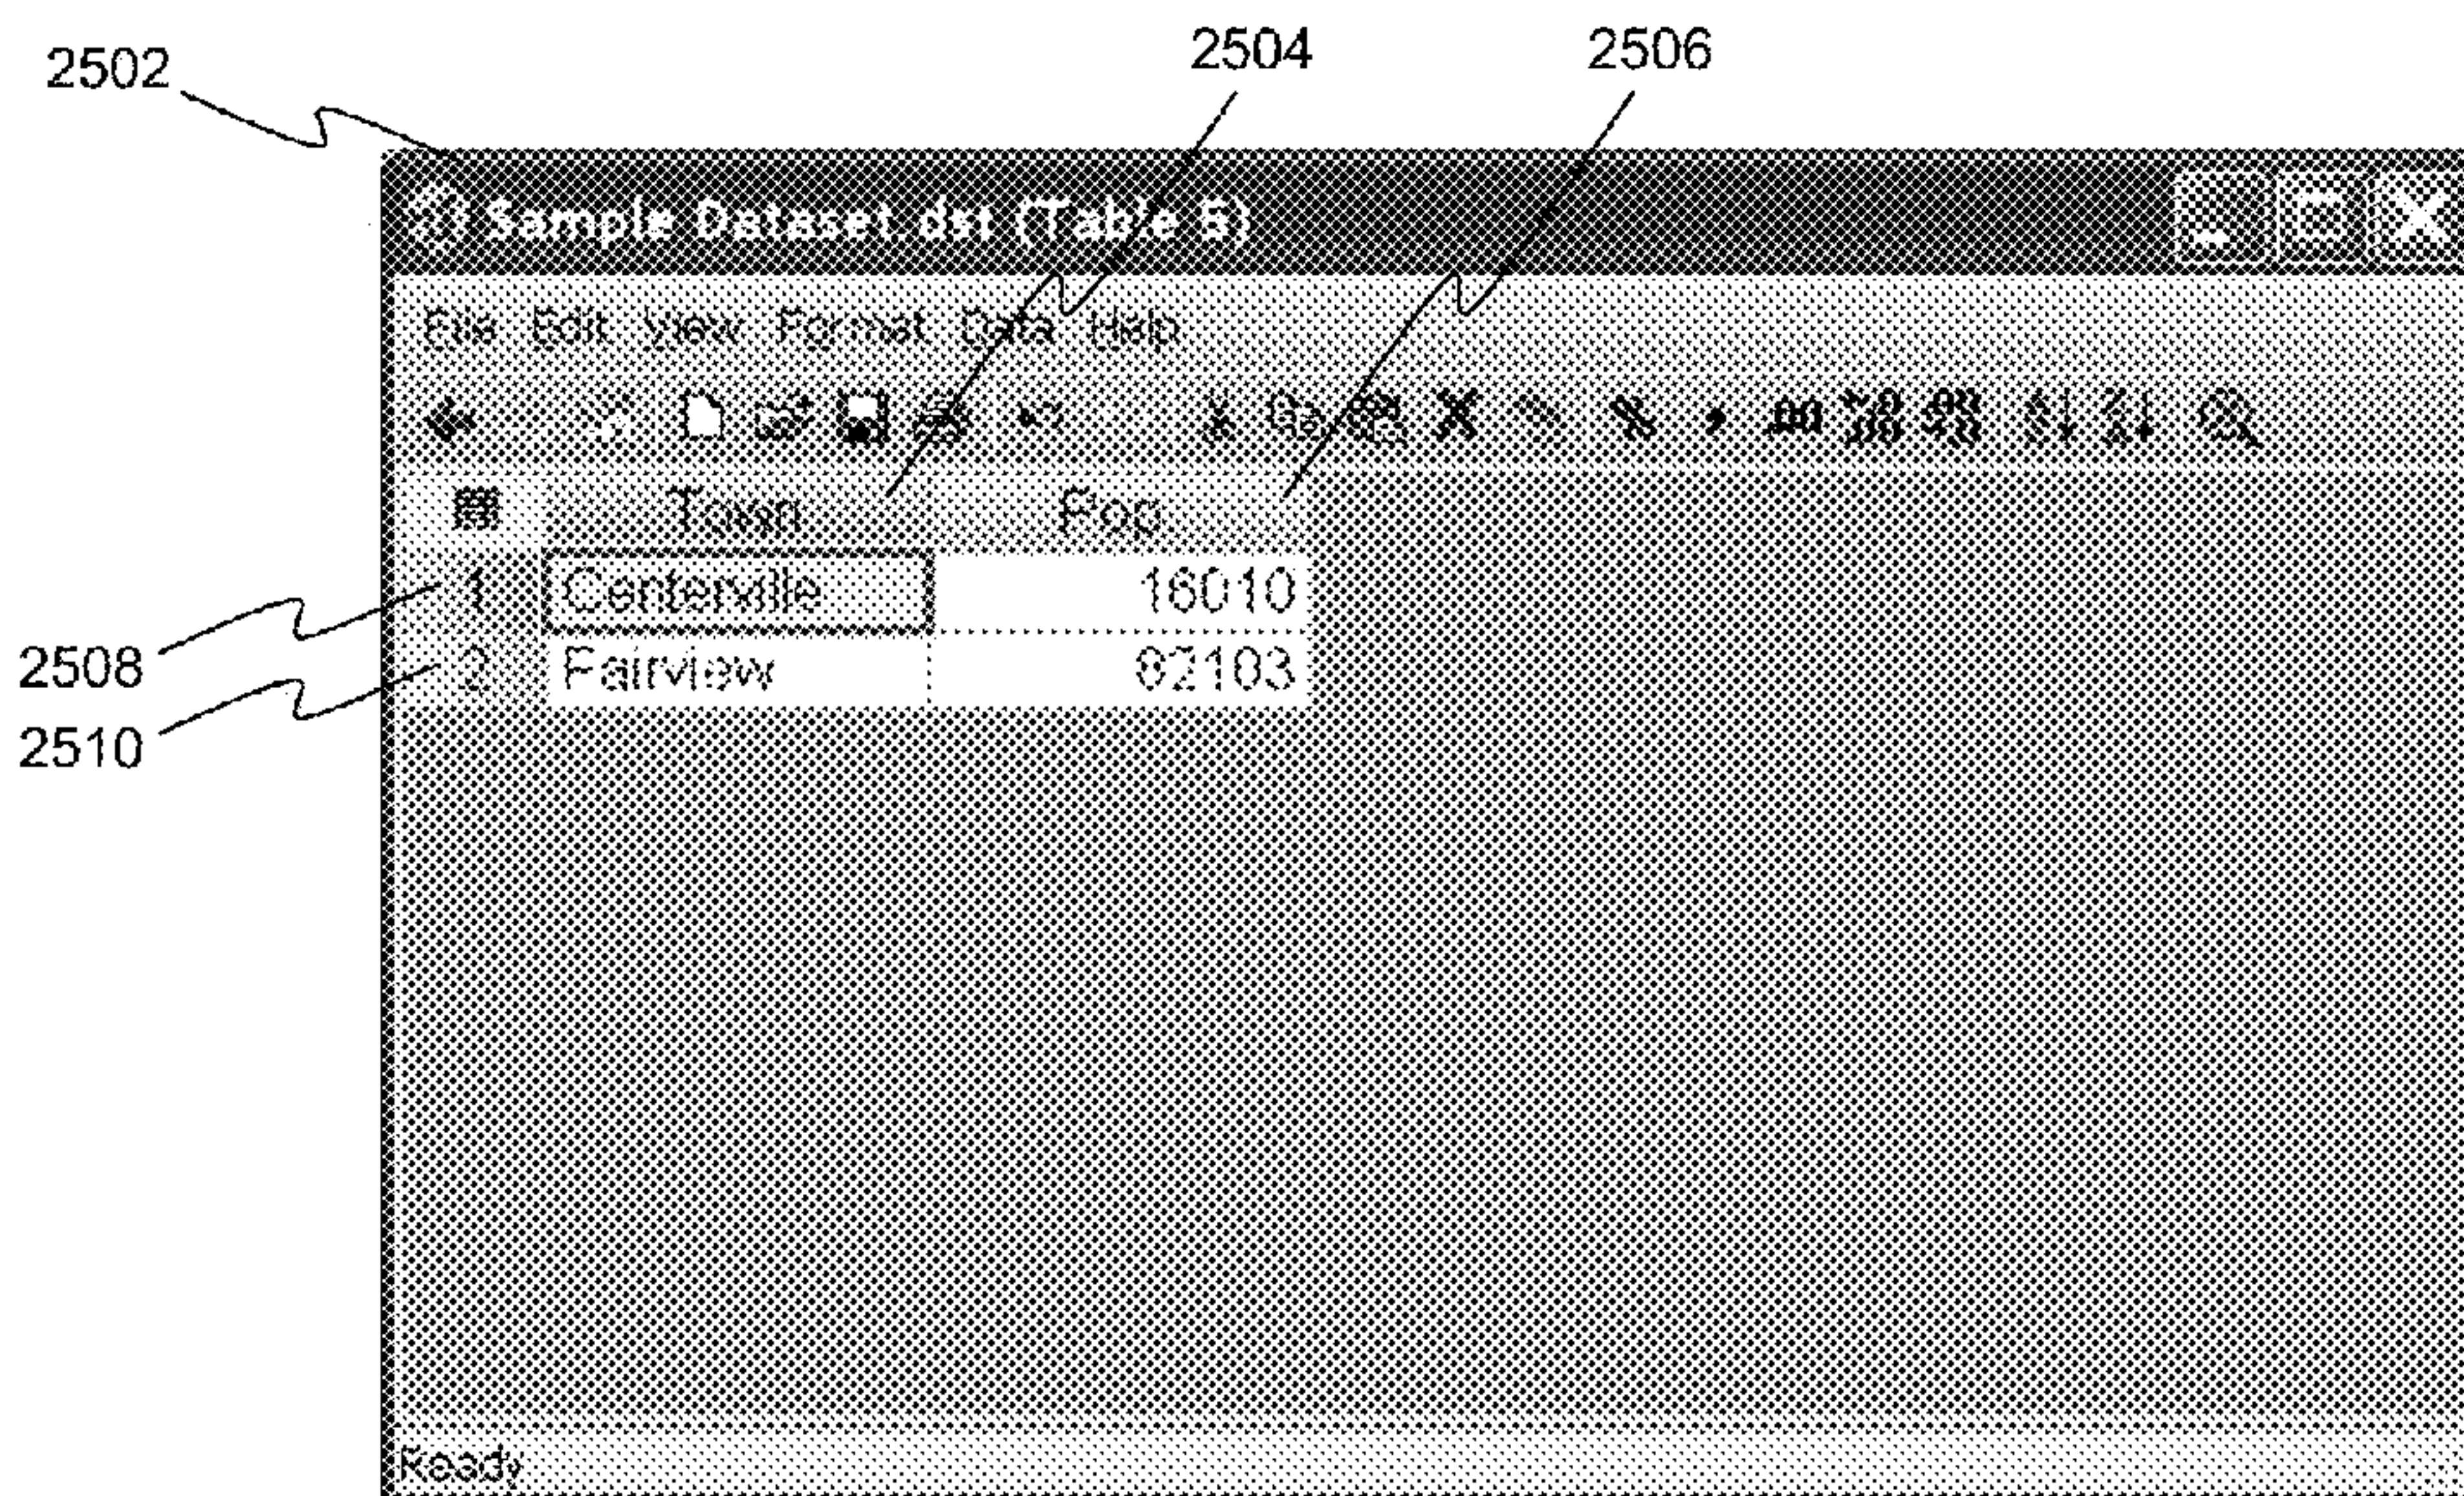 2504 2506
2502
Sample Dataset.dst (Table 5)
File Edit View Format Data Help
Town Pop.
1 Centerville 16010
2508
2 Fairview
2510
Ready